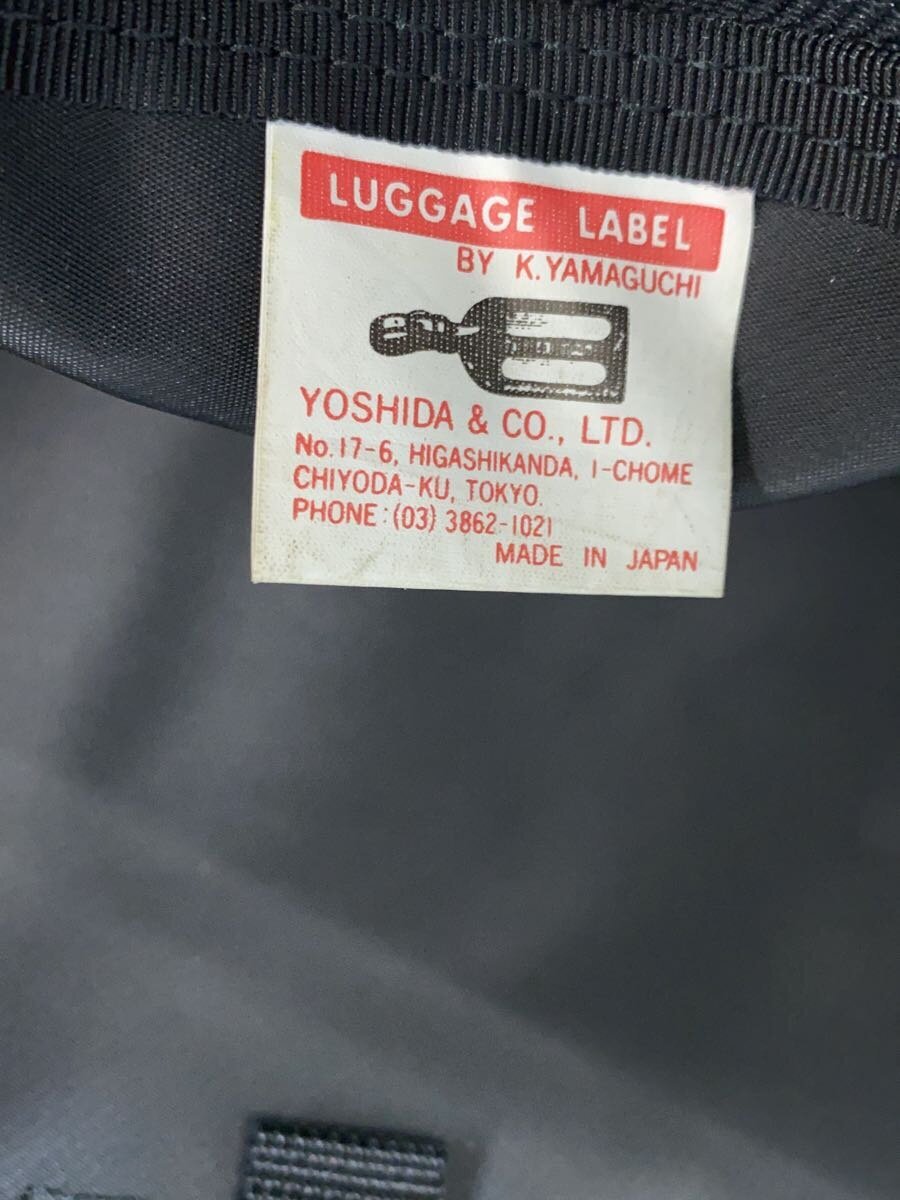 LUGGAGE LABEL
BY K.YAMAGUCHI
YOSHIDA & CO., LTD.
No.17-6, HIGASHIKANDA, 1-CHOME
CHIYODA-KU, TOKYO.
PHONE:(03) 3862-1021
MADE IN JAPAN